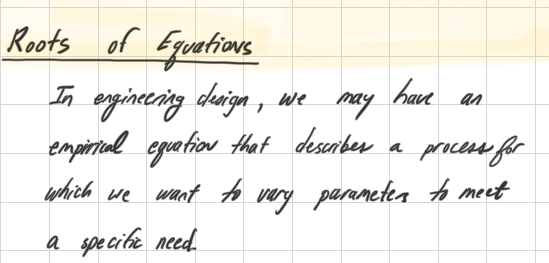 Roots of Equations
In engineering design, we may have an
empirical equation that describes a process for
which we want to vary parameters to meet
a specific need.